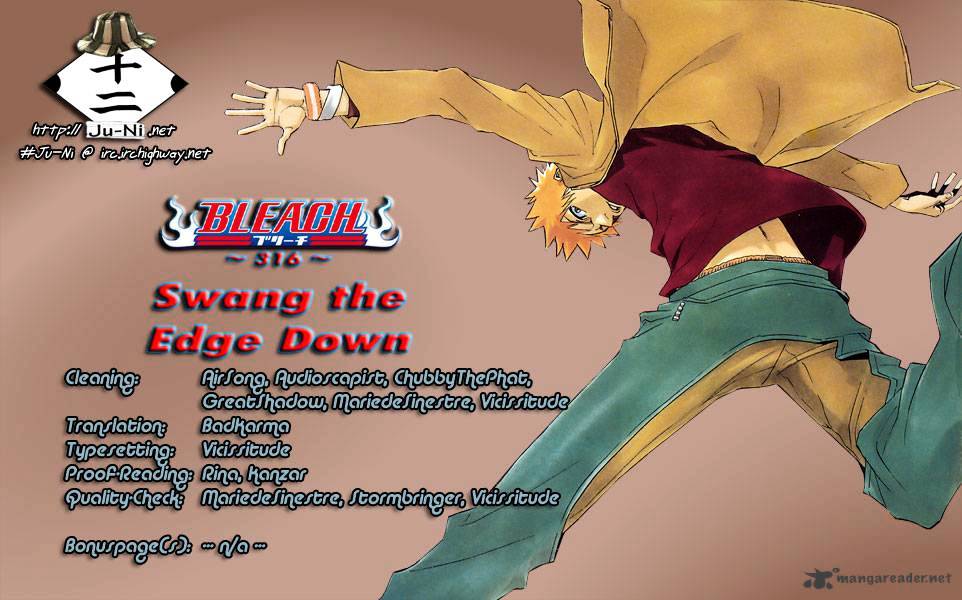 十二
http:// Ju-Ni .net
#Ju-Ni @ irc.irchighway.net
BLEACH
ブリーチ
~ 316 ~
Swang the
Edge Down
Cleaning: AirSong, Audioscapist, ChubbyThePhat,
GreatShadow, MariedeSinestre, Vicissitude
Translation: BadKarma
Typesetting: Vicissitude
Proof-Reading: Rina, Kanzar
Quality-Check: MariedeSinestre, Stormbringer, Vicissitude
Bonuspage(s): --- n/a ---
mangareader.net